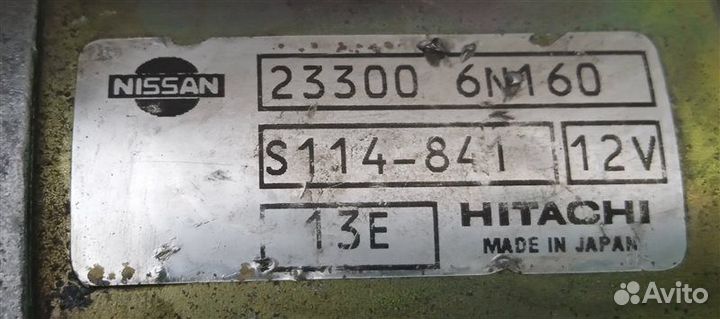 NISSAN
23300 6N160
S114-841
12V
13E
HITACHI
MADE IN JAPAN
Avito